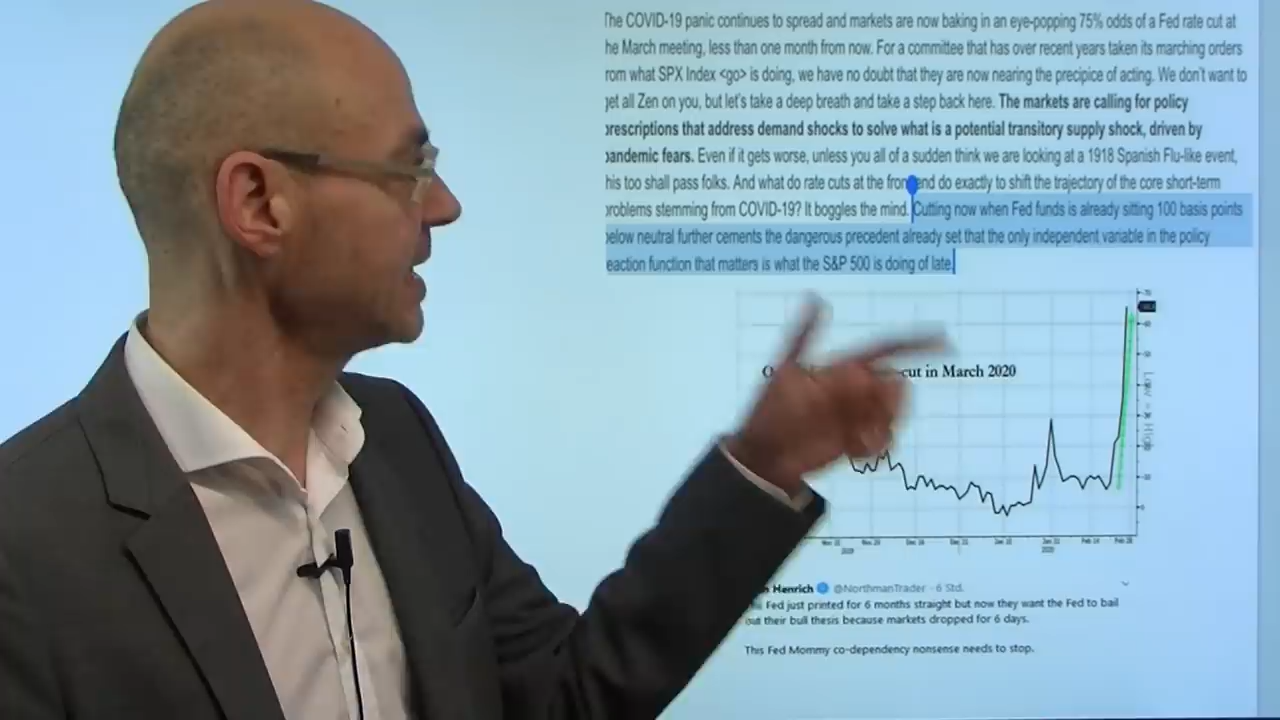 The COVID-19 panic continues to spread and markets are now baking in an eye-popping 75% odds of a Fed rate cut at
he March meeting, less than one month from now. For a committee that has over recent years taken its marching orders
rom what SPX Index <go> is doing, we have no doubt that they are now nearing the precipice of acting. We don't want to
get all Zen on you, but let's take a deep breath and take a step back here. The markets are calling for policy
prescriptions that address demand shocks to solve what is a potential transitory supply shock, driven by
pandemic fears. Even if it gets worse, unless you all of a sudden think we are looking at a 1918 Spanish Flu-like event,
his too shall pass folks. And what do rate cuts at the front end do exactly to shift the trajectory of the core short-term
problems stemming from COVID-19? It boggles the mind. Cutting now when Fed funds is already sitting 100 basis points
below neutral further cements the dangerous precedent already set that the only independent variable in the policy
eaction function that matters is what the S&P 500 is doing of late.
cut in March 2020
Henrich @NorthmanTrader · 6 Std.
Fed just printed for 6 months straight but now they want the Fed to bail
out their bull thesis because markets dropped for 6 days.
This Fed Mommy co-dependency nonsense needs to stop.